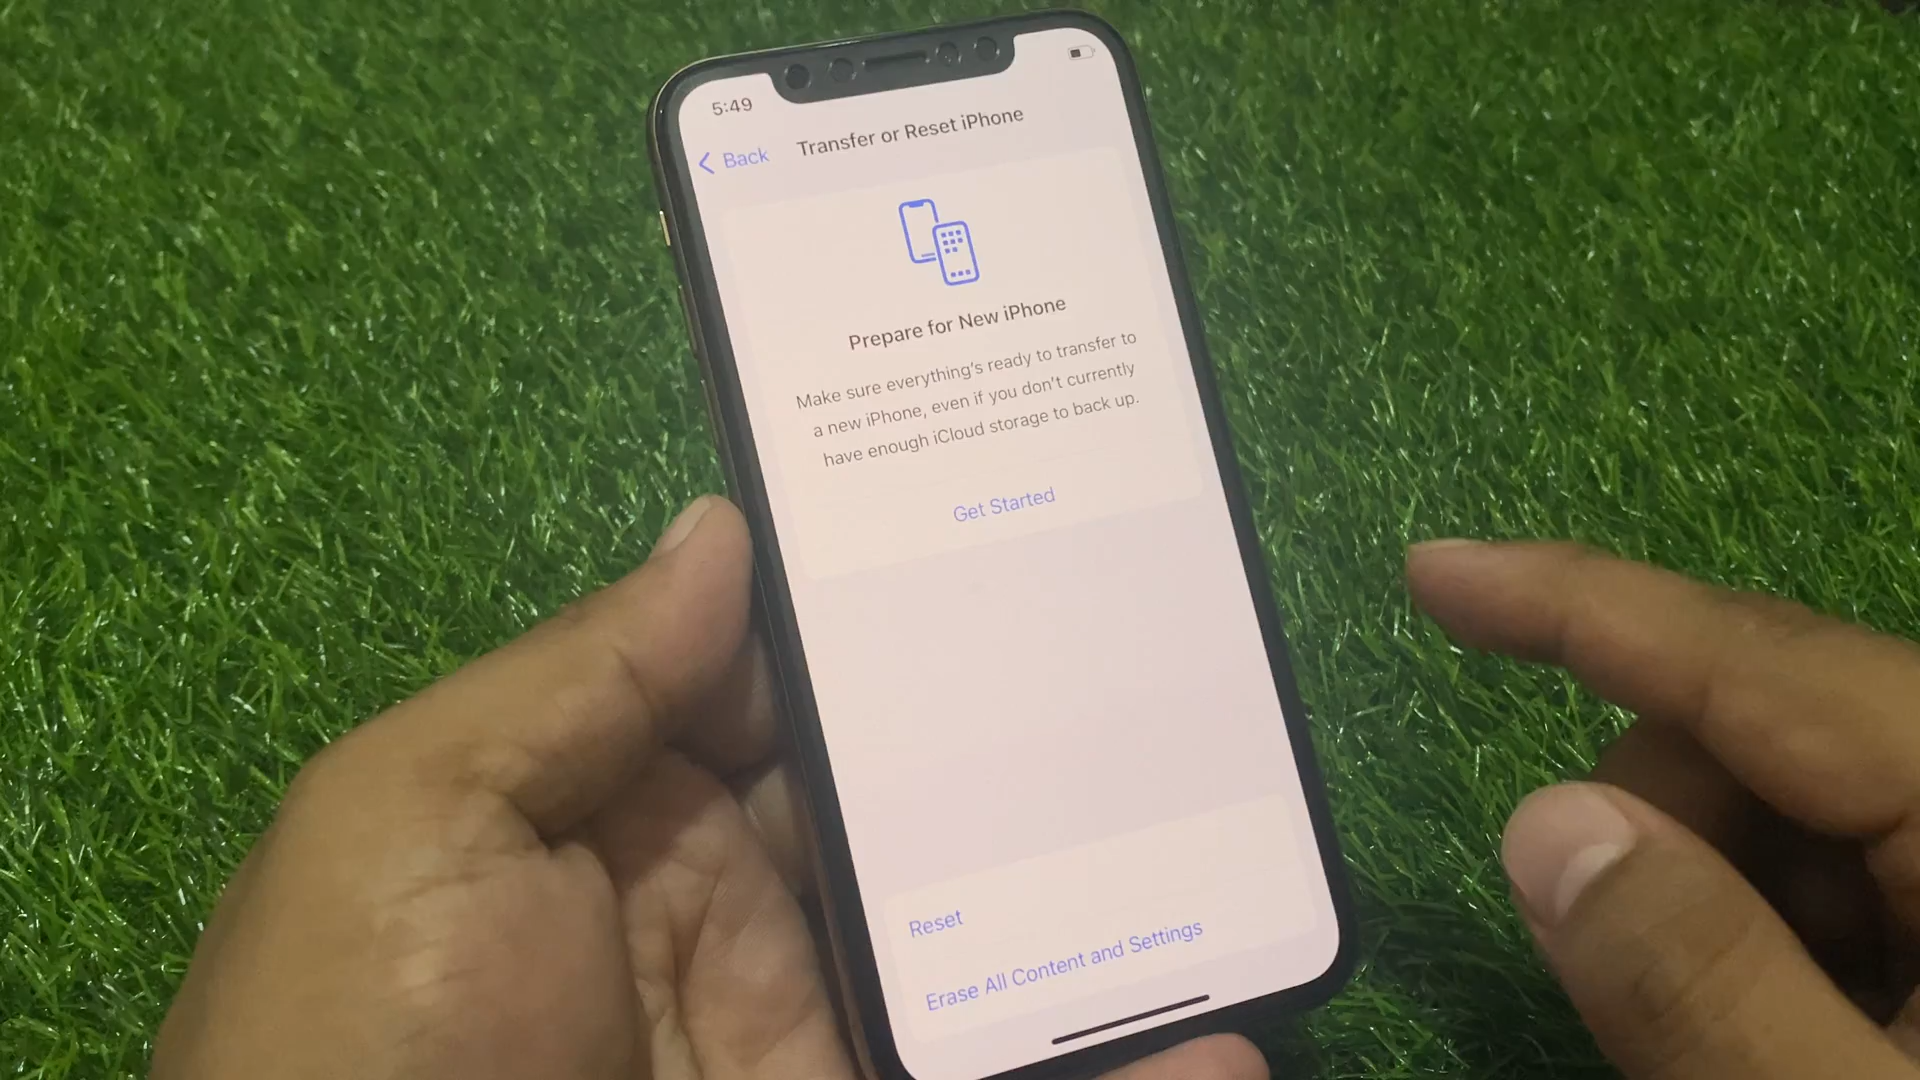 5:49
Back
Transfer or Reset iPhone
Prepare for New iPhone
Make sure everything's ready to transfer to
a new iPhone, even if you don't currently
have enough iCloud storage to back up.
Get Started
Reset
Erase All Content and Settings